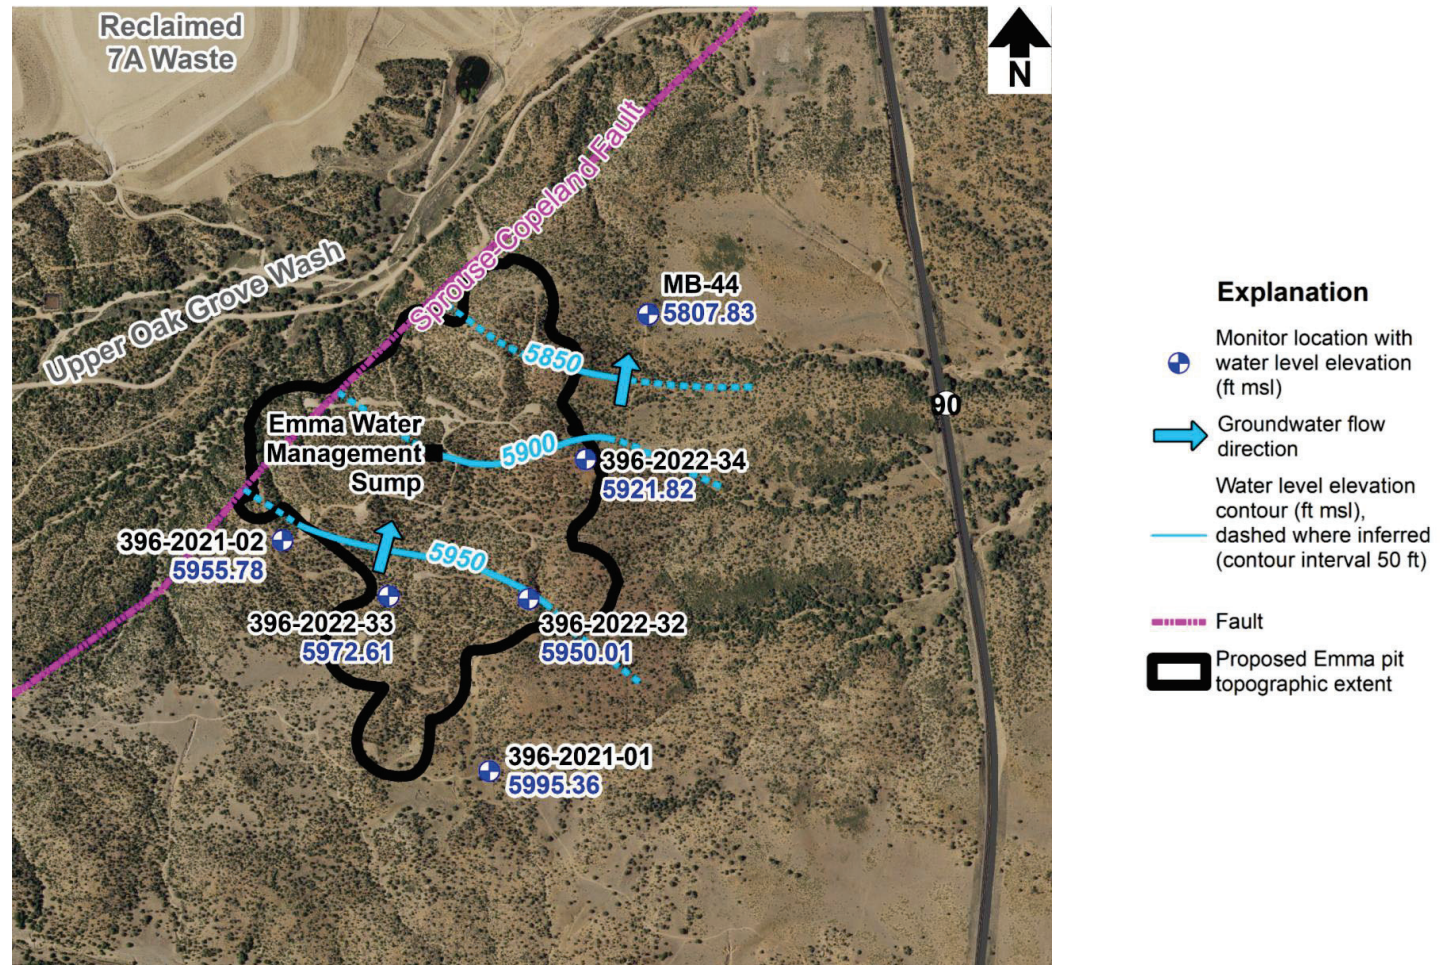 Reclaimed
7A Waste
N
Sprouse-Copeland Fault
Upper Oak Grove Wash
MB-44
5807.83
5850
90
Emma Water
Management
Sump
5900
396-2022-34
5921.82
396-2021-02
5955.78
5950
396-2022-33
5972.61
396-2022-32
5950.01
396-2021-01
5995.36
Explanation
Monitor location with
water level elevation
(ft msl)
Groundwater flow
direction
Water level elevation
contour (ft msl),
dashed where inferred
(contour interval 50 ft)
Fault
Proposed Emma pit
topographic extent